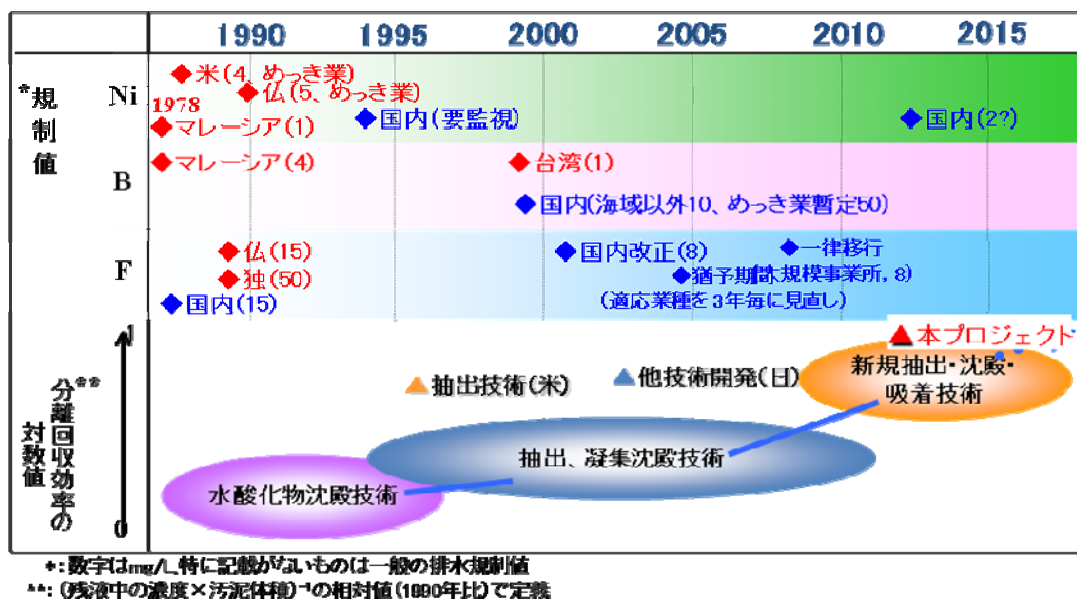 1990 1995 2000 2005 2010 2015
*規制値
Ni
◆米(4、めっき業)
◆仏(5、めっき業)
1978
◆マレーシア(1)
◆国内(要監視)
◆国内(2?)
B
◆マレーシア(4)
◆台湾(1)
◆国内(海域以外10、めっき業暫定50)
F
◆仏(15)
◆独(50)
◆国内(15)
◆国内改正(8)
◆一律移行
(大規模事業所,8)
◆猶予期間
(適応業種を3年毎に見直し)
分離回収効率の**
対数値
1
0
▲本プロジェクト
▲抽出技術(米)
▲他技術開発(日)
新規抽出・沈殿・
吸着技術
抽出、凝集沈殿技術
水酸化物沈殿技術
*:数字はmg/L,特に記載がないものは一般の排水規制値
**:(残液中の濃度×汚泥体積)⁻¹の相対値(1990年比)で定義